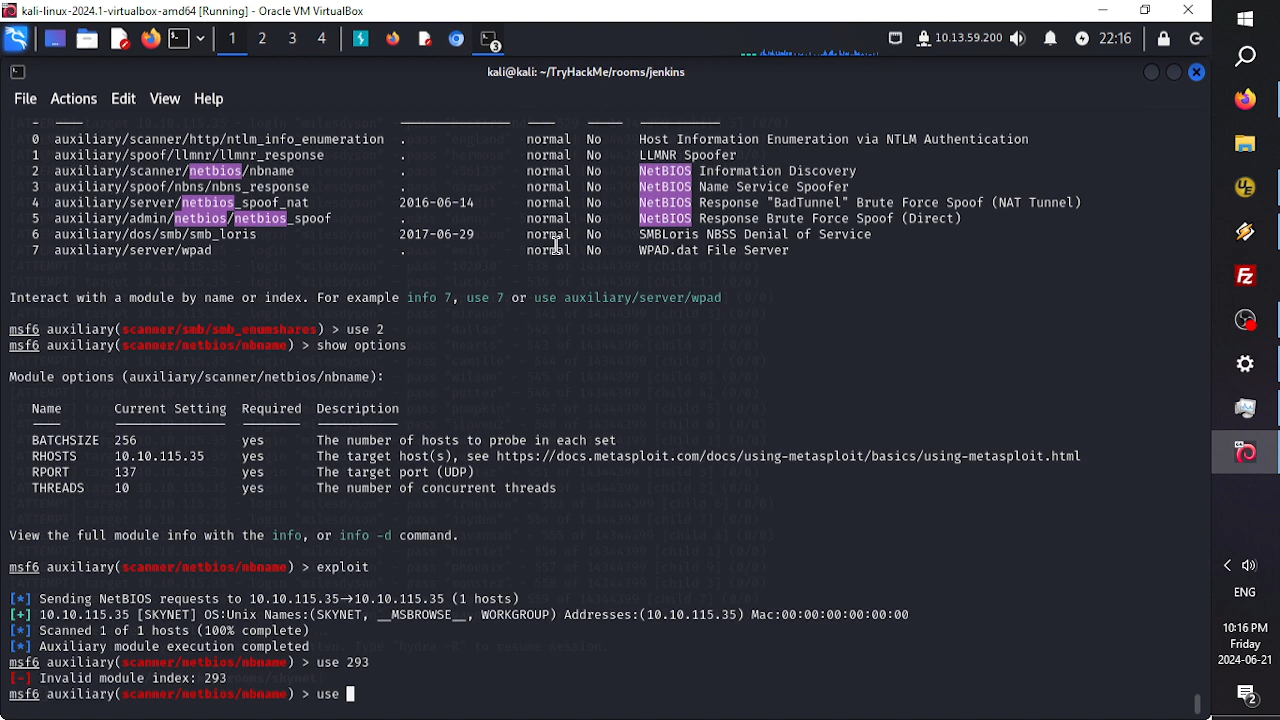 kali-linux-2024.1-virtualbox-amd64 [Running] - Oracle VM VirtualBox
1 2 3 4 3 10.13.59.200 22:16
kali@kali: ~/TryHackMe/rooms/jenkins
File Actions Edit View Help
- ____ _______________ ____ _____ ___________
0 auxiliary/scanner/http/ntlm_info_enumeration . normal No Host Information Enumeration via NTLM Authentication
1 auxiliary/spoof/llmnr/llmnr_response . normal No LLMNR Spoofer
2 auxiliary/scanner/netbios/nbname . normal No NetBIOS Information Discovery
3 auxiliary/spoof/nbns/nbns_response . normal No NetBIOS Name Service Spoofer
4 auxiliary/server/netbios_spoof_nat 2016-06-14 normal No NetBIOS Response "BadTunnel" Brute Force Spoof (NAT Tunnel)
5 auxiliary/admin/netbios/netbios_spoof . normal No NetBIOS Response Brute Force Spoof (Direct)
6 auxiliary/dos/smb/smb_loris 2017-06-29 normal No SMBLoris NBSS Denial of Service
7 auxiliary/server/wpad . normal No WPAD.dat File Server
Interact with a module by name or index. For example info 7, use 7 or use auxiliary/server/wpad
msf6 auxiliary(scanner/smb/smb_enumshares) > use 2
msf6 auxiliary(scanner/netbios/nbname) > show options
Module options (auxiliary/scanner/netbios/nbname):
Name Current Setting Required Description
____ _______________ ________ ___________
BATCHSIZE 256 yes The number of hosts to probe in each set
RHOSTS 10.10.115.35 yes The target host(s), see https://docs.metasploit.com/docs/using-metasploit/basics/using-metasploit.html
RPORT 137 yes The target port (UDP)
THREADS 10 yes The number of concurrent threads
View the full module info with the info, or info -d command.
msf6 auxiliary(scanner/netbios/nbname) > exploit
[*] Sending NetBIOS requests to 10.10.115.35->10.10.115.35 (1 hosts)
[+] 10.10.115.35 [SKYNET] OS:Unix Names:(SKYNET, __MSBROWSE__, WORKGROUP) Addresses:(10.10.115.35) Mac:00:00:00:00:00:00
[*] Scanned 1 of 1 hosts (100% complete)
[*] Auxiliary module execution completed
msf6 auxiliary(scanner/netbios/nbname) > use 293
[-] Invalid module index: 293
msf6 auxiliary(scanner/netbios/nbname) > use
UE
Fz
ENG
10:16 PM
Friday
2024-06-21
2